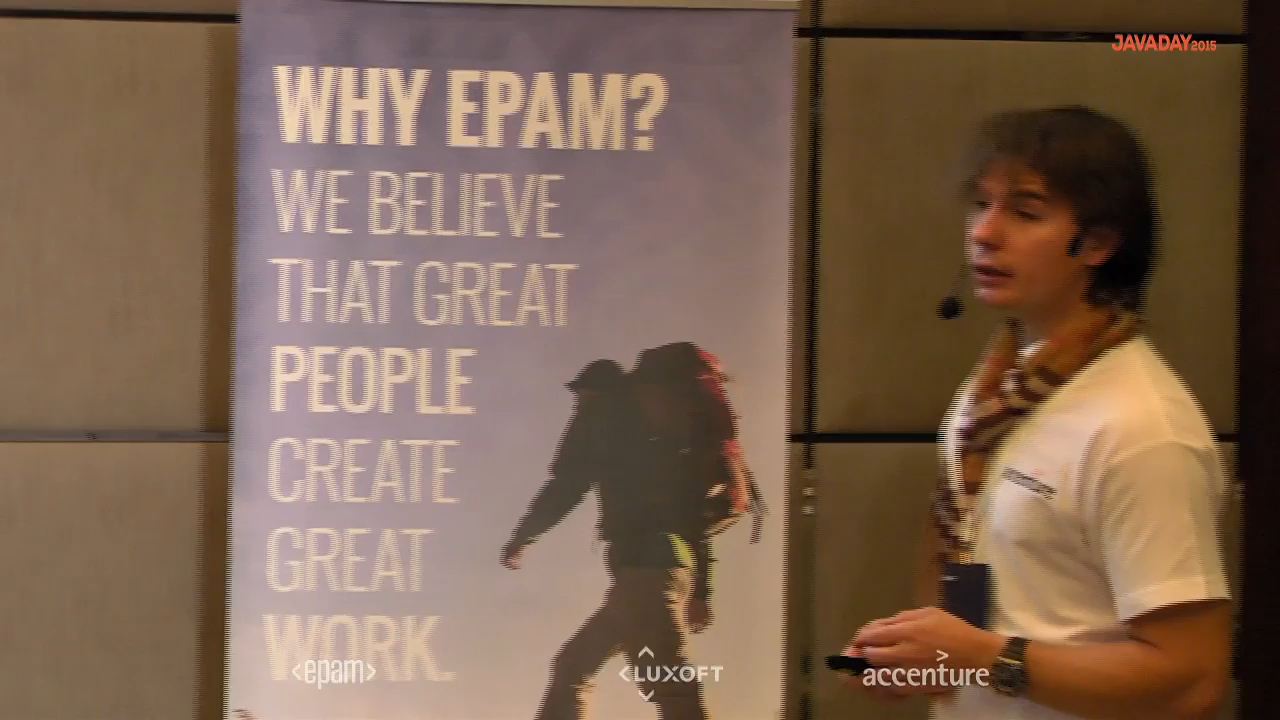 JAVADAY2015
WHY EPAM?
WE BELIEVE
THAT GREAT
PEOPLE
CREATE
GREAT
WORK.
<epam>
<LUXOFT
accenture